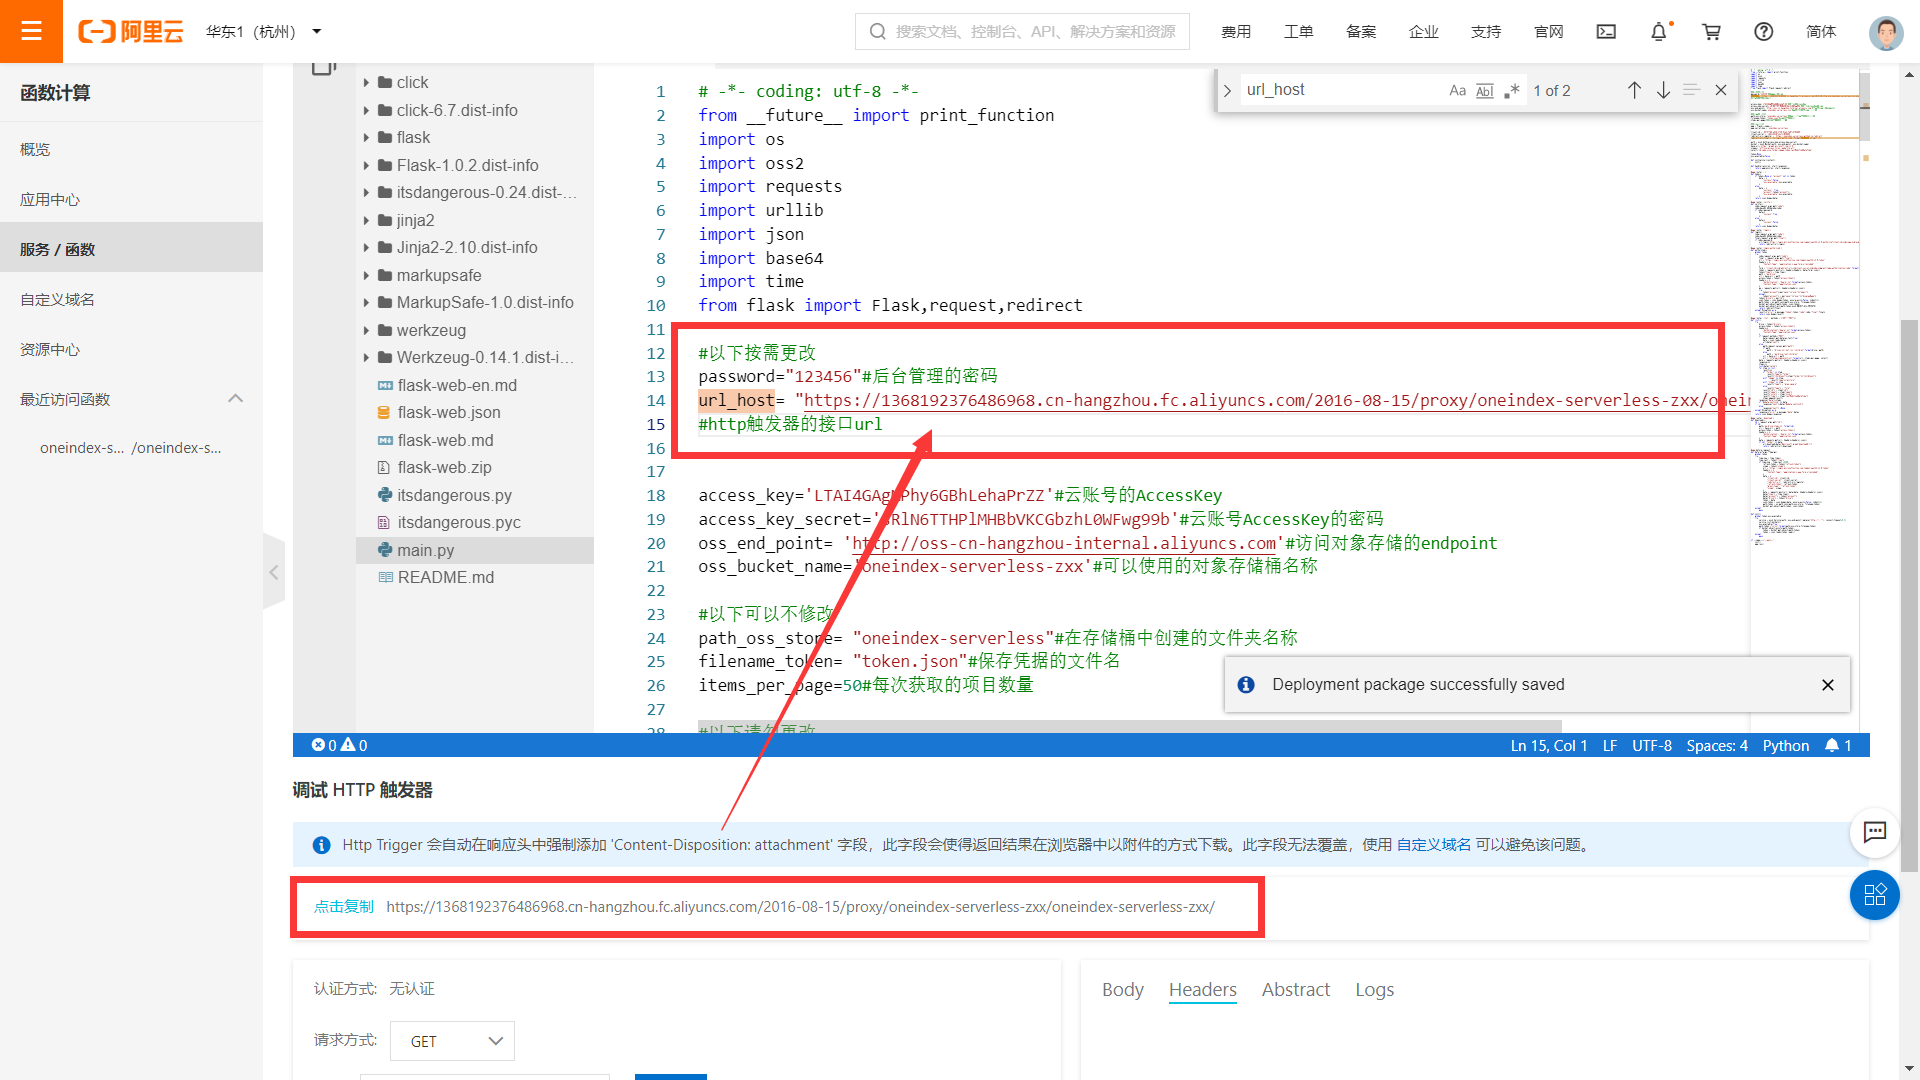 阿里云
华东1（杭州）
搜索文档、控制台、API、解决方案和资源
费用
工单
备案
企业
支持
官网
简体
函数计算
概览
应用中心
服务 / 函数
自定义域名
资源中心
最近访问函数
oneindex-s... /oneindex-s...
click
click-6.7.dist-info
flask
Flask-1.0.2.dist-info
itsdangerous-0.24.dist-...
jinja2
Jinja2-2.10.dist-info
markupsafe
MarkupSafe-1.0.dist-info
werkzeug
Werkzeug-0.14.1.dist-i...
flask-web-en.md
flask-web.json
flask-web.md
flask-web.zip
itsdangerous.py
itsdangerous.pyc
main.py
README.md
url_host
Aa Abl .* 1 of 2
1 # -*- coding: utf-8 -*-
2 from __future__ import print_function
3 import os
4 import oss2
5 import requests
6 import urllib
7 import json
8 import base64
9 import time
10 from flask import Flask,request,redirect
11
12 #以下按需更改
13 password="123456"#后台管理的密码
14 url_host= "https://1368192376486968.cn-hangzhou.fc.aliyuncs.com/2016-08-15/proxy/oneindex-serverless-zxx/onein
15 #http触发器的接口url
16
17
18 access_key='LTAI4GAg Phy6GBhLehaPrZZ'#云账号的AccessKey
19 access_key_secret=' RlN6TTHPlMHBbVKCGbzhL0WFwg99b'#云账号AccessKey的密码
20 oss_end_point= 'http://oss-cn-hangzhou-internal.aliyuncs.com'#访问对象存储的endpoint
21 oss_bucket_name='oneindex-serverless-zxx'#可以使用的对象存储桶名称
22
23 #以下可以不修改
24 path_oss_store= "oneindex-serverless"#在存储桶中创建的文件夹名称
25 filename_token= "token.json"#保存凭据的文件名
26 items_per_page=50#每次获取的项目数量
27
28 #以下请勿更改
Deployment package successfully saved
0 0
Ln 15, Col 1 LF UTF-8 Spaces: 4 Python 1
调试 HTTP 触发器
Http Trigger 会自动在响应头中强制添加 'Content-Disposition: attachment' 字段，此字段会使得返回结果在浏览器中以附件的方式下载。此字段无法覆盖，使用 自定义域名 可以避免该问题。
点击复制 https://1368192376486968.cn-hangzhou.fc.aliyuncs.com/2016-08-15/proxy/oneindex-serverless-zxx/oneindex-serverless-zxx/
认证方式: 无认证
请求方式: GET
Body Headers Abstract Logs